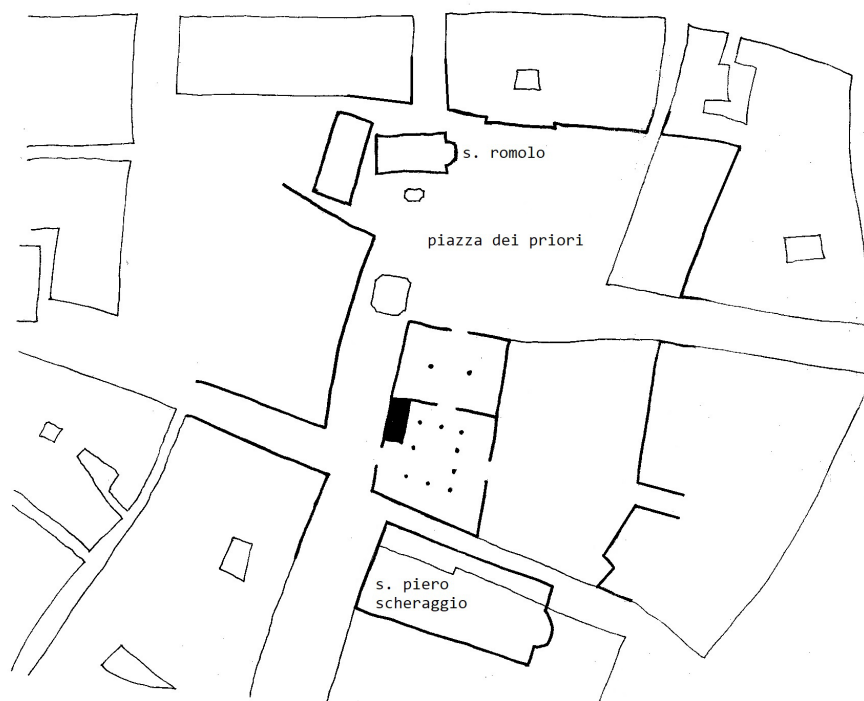 s. romolo
piazza dei priori
s. piero
scheraggio